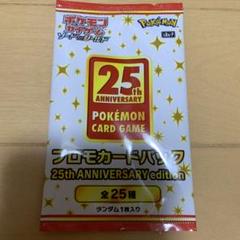 ポケモン
カードゲーム
ソード&シールド
Pokémon
25th
ANNIVERSARY
POKÉMON
CARD GAME
プロモカードパック
25th ANNIVERSARY edition
全25種
ランダム1枚入り